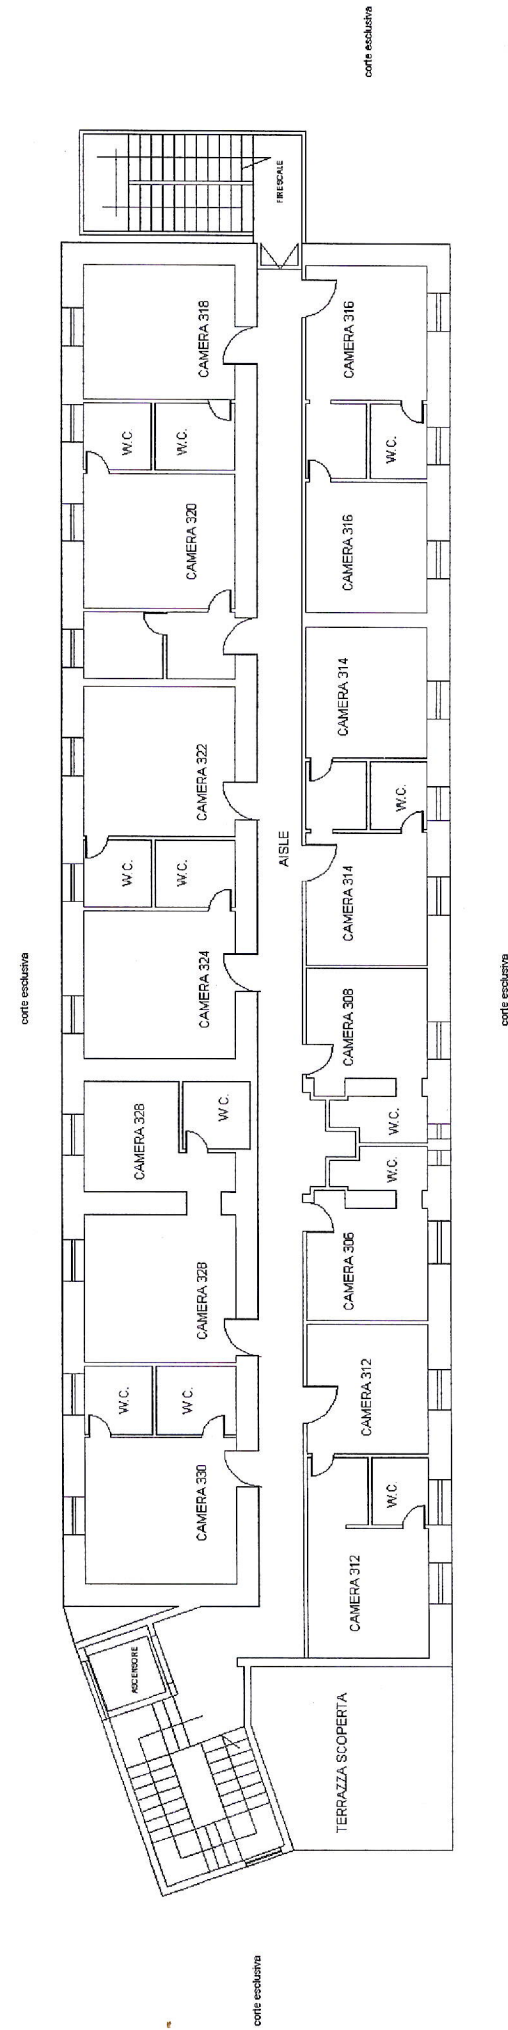 corte esclusiva
FIRESCALE
CAMERA 318
CAMERA 316
W.C.
W.C.
W.C.
CAMERA 320
CAMERA 316
CAMERA 314
CAMERA 322
W.C.
AISLE
W.C.
W.C.
CAMERA 314
CAMERA 324
CAMERA 308
corte esclusiva
corte esclusiva
CAMERA 328
W.C.
W.C.
W.C.
CAMERA 328
CAMERA 306
W.C.
W.C.
CAMERA 312
CAMERA 330
W.C.
CAMERA 312
ASCENSORE
TERRAZZA SCOPERTA
corte esclusiva